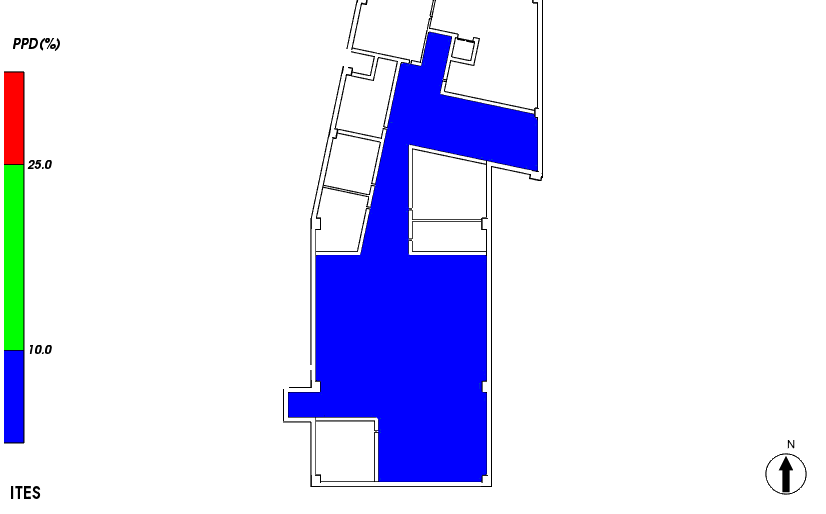 PPD(%)
25.0
10.0
N
ITES